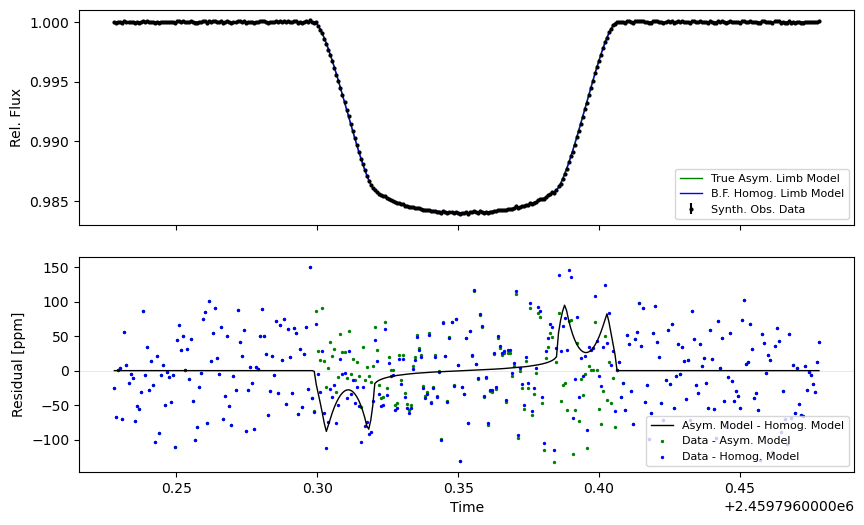 1.000
0.995
0.990
0.985
Rel. Flux
True Asym. Limb Model
B.F. Homog. Limb Model
Synth. Obs. Data
150
100
50
0
−50
−100
Residual [ppm]
Asym. Model - Homog. Model
Data - Asym. Model
Data - Homog. Model
0.25 0.30 0.35 0.40 0.45
Time
+2.4597960000e6